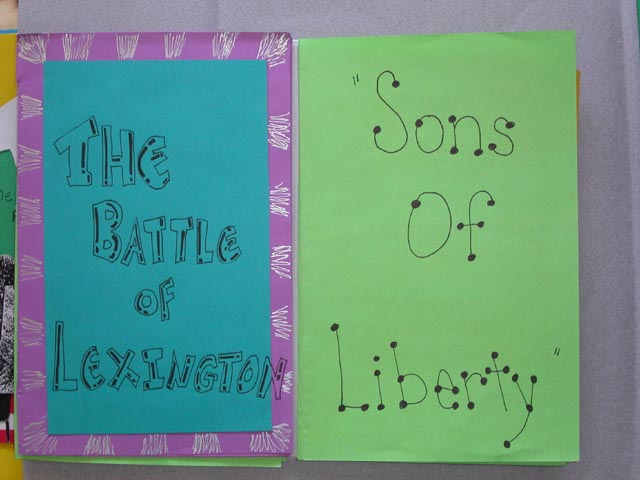 THE
BATTLE
OF
LEXINGTON
"Sons
Of
Liberty"